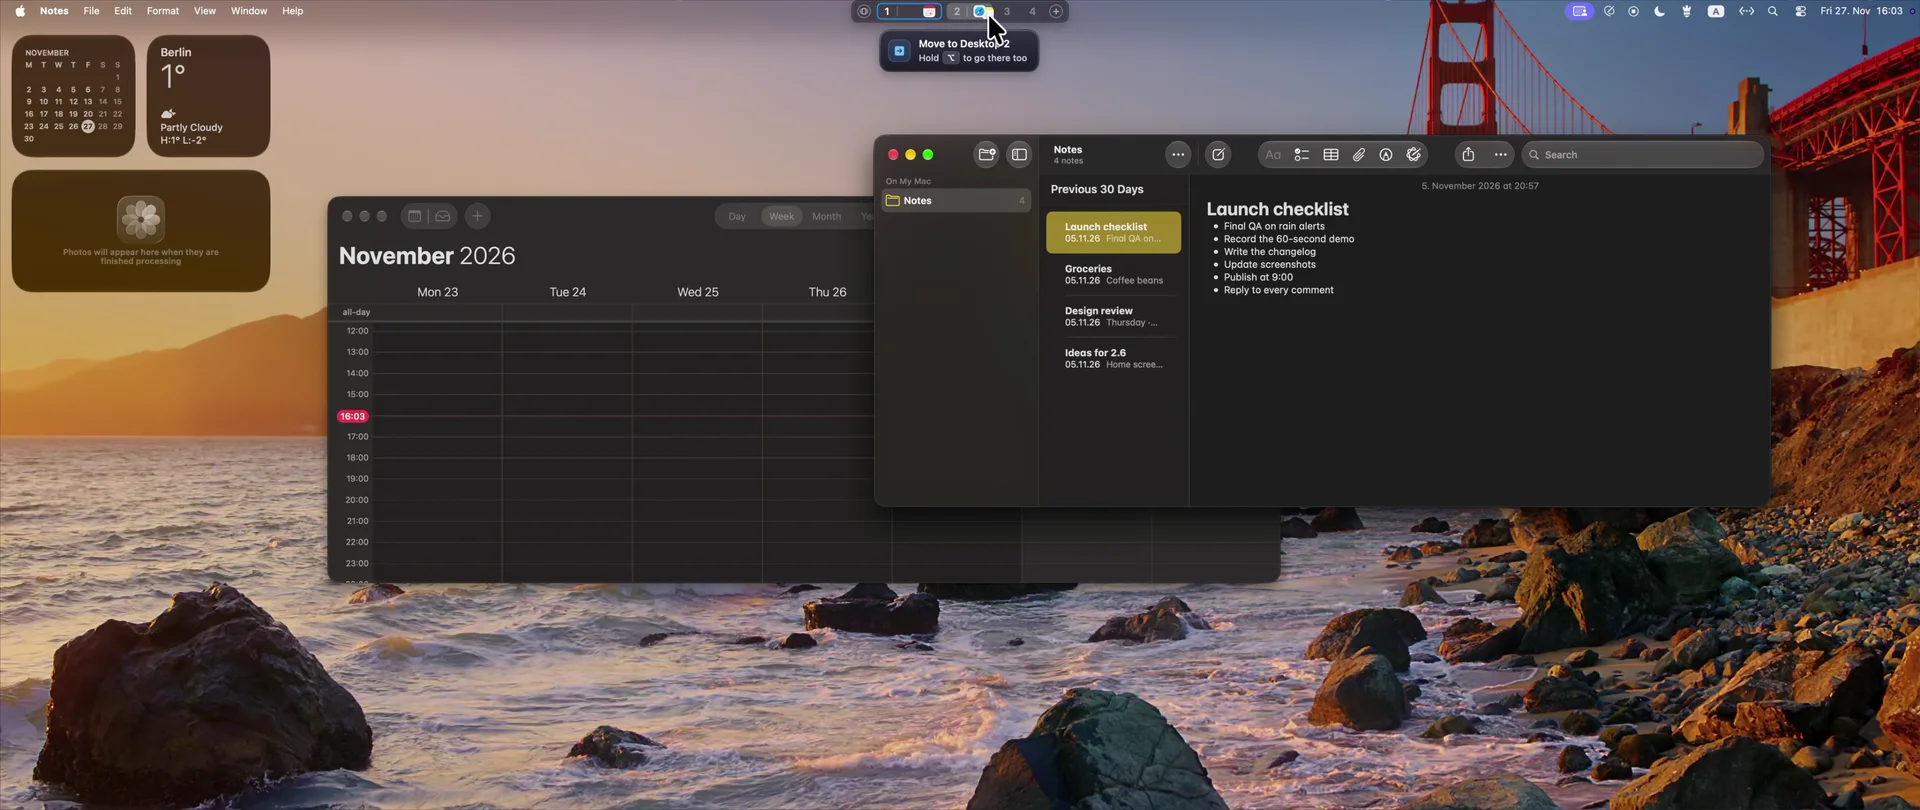 Notes File Edit Format View Window Help
1 2 3 4
A Fri 27. Nov 16:03
Move to Desktop 2
Hold ⌥ to go there too
NOVEMBER
M T W T F S S
1
2 3 4 5 6 7 8
9 10 11 12 13 14 15
16 17 18 19 20 21 22
23 24 25 26 27 28 29
30
Berlin
1°
Partly Cloudy
H:1° L:-2°
Photos will appear here when they are
finished processing
Day Week Month
November 2026
Mon 23 Tue 24 Wed 25 Thu 26
all-day
12:00
13:00
14:00
15:00
16:03
17:00
18:00
19:00
20:00
21:00
22:00
23:00
On My Mac
Notes 4
Notes
4 notes
Aa
Search
Previous 30 Days
Launch checklist
05.11.26 Final QA on...
Groceries
05.11.26 Coffee beans
Design review
05.11.26 Thursday -...
Ideas for 2.6
05.11.26 Home scree...
5. November 2026 at 20:57
Launch checklist
• Final QA on rain alerts
• Record the 60-second demo
• Write the changelog
• Update screenshots
• Publish at 9:00
• Reply to every comment